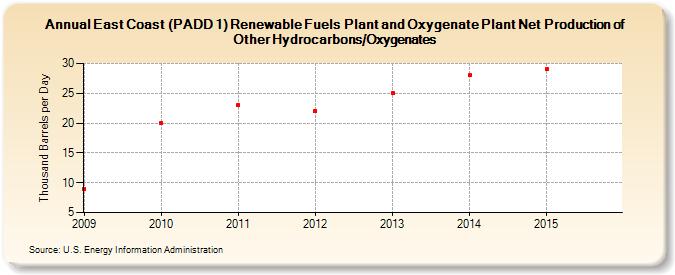 Annual East Coast (PADD 1) Renewable Fuels Plant and Oxygenate Plant Net Production of
Other Hydrocarbons/Oxygenates
Thousand Barrels per Day
30
25
20
15
10
5
2009 2010 2011 2012 2013 2014 2015
Source: U.S. Energy Information Administration